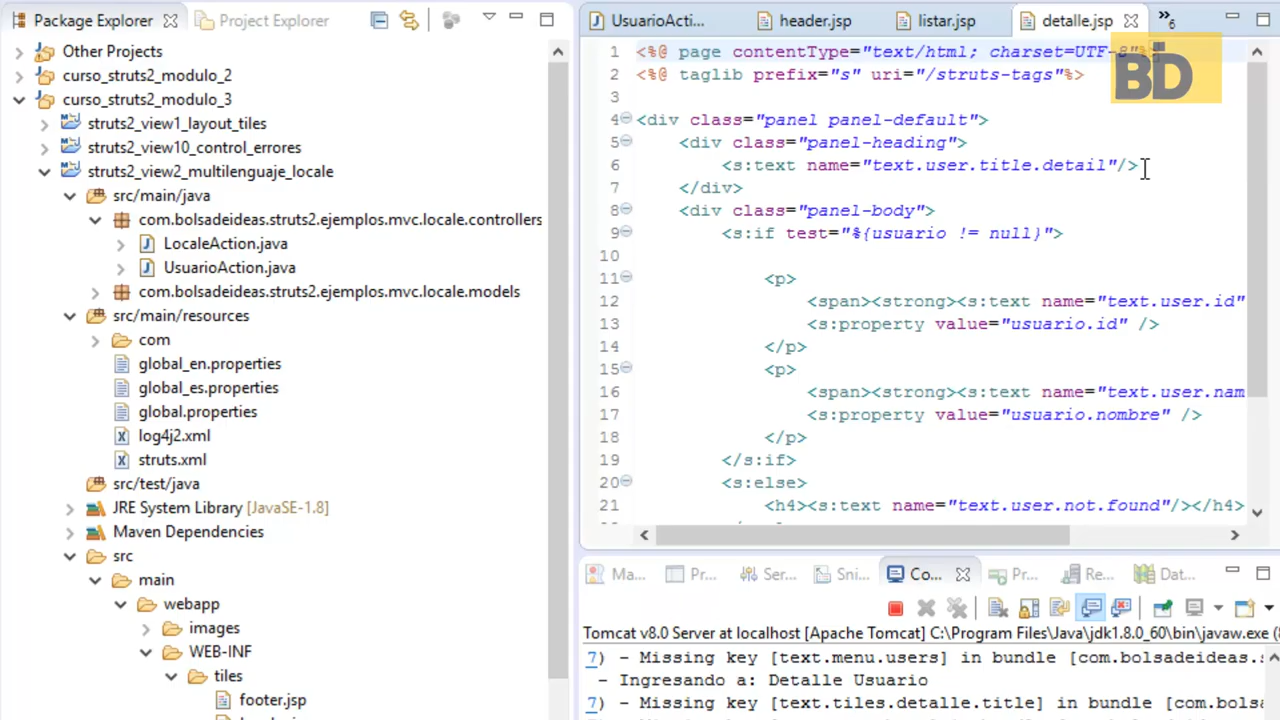 Package Explorer
Project Explorer
Other Projects
curso_struts2_modulo_2
curso_struts2_modulo_3
struts2_view1_layout_tiles
struts2_view10_control_errores
struts2_view2_multilenguaje_locale
src/main/java
com.bolsadeideas.struts2.ejemplos.mvc.locale.controllers
LocaleAction.java
UsuarioAction.java
com.bolsadeideas.struts2.ejemplos.mvc.locale.models
src/main/resources
com
global_en.properties
global_es.properties
global.properties
log4j2.xml
struts.xml
src/test/java
JRE System Library [JavaSE-1.8]
Maven Dependencies
src
main
webapp
images
WEB-INF
tiles
footer.jsp
UsuarioActi... header.jsp listar.jsp detalle.jsp »6
BD
1 <%@ page contentType="text/html; charset=UTF-8"%>
2 <%@ taglib prefix="s" uri="/struts-tags"%>
3
4 <div class="panel panel-default">
5 <div class="panel-heading">
6 <s:text name="text.user.title.detail"/>
7 </div>
8 <div class="panel-body">
9 <s:if test="%{usuario != null}">
10
11 <p>
12 <span><strong><s:text name="text.user.id"
13 <s:property value="usuario.id" />
14 </p>
15 <p>
16 <span><strong><s:text name="text.user.nam
17 <s:property value="usuario.nombre" />
18 </p>
19 </s:if>
20 <s:else>
21 <h4><s:text name="text.user.not.found"/></h4>
Ma... Pr... Ser... Sni... Co... Pr... Re... Dat...
Tomcat v8.0 Server at localhost [Apache Tomcat] C:\Program Files\Java\jdk1.8.0_60\bin\javaw.exe (8
7) - Missing key [text.menu.users] in bundle [com.bolsadeideas.s
- Ingresando a: Detalle Usuario
7) - Missing key [text.tiles.detalle.title] in bundle [com.bolsa